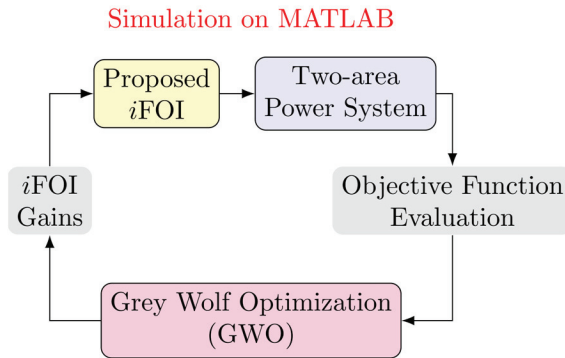 Simulation on MATLAB
Proposed
iFOI
Two-area
Power System
iFOI
Gains
Objective Function
Evaluation
Grey Wolf Optimization
(GWO)